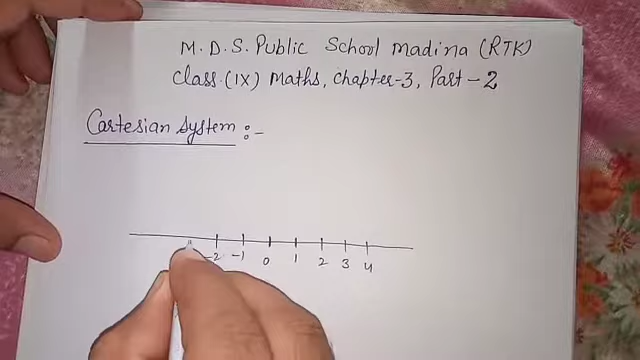 M.D.S. Public School Madina (RTK)
Class.(IX) Maths, Chapter-3, Part-2
Cartesian System :-
-2 -1 0 1 2 3 4